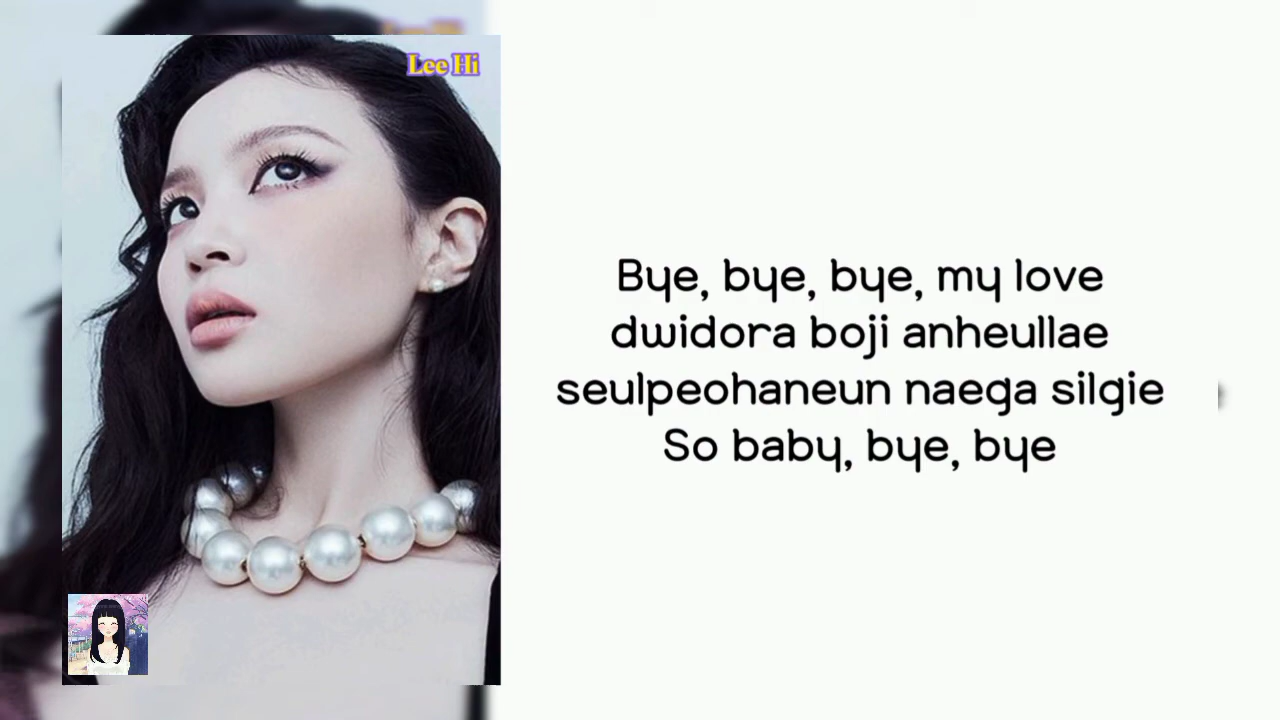 Lee Hi
Bye, bye, bye, my love
dwidora boji anheullae
seulpeohaneun naega silgie
So baby, bye, bye